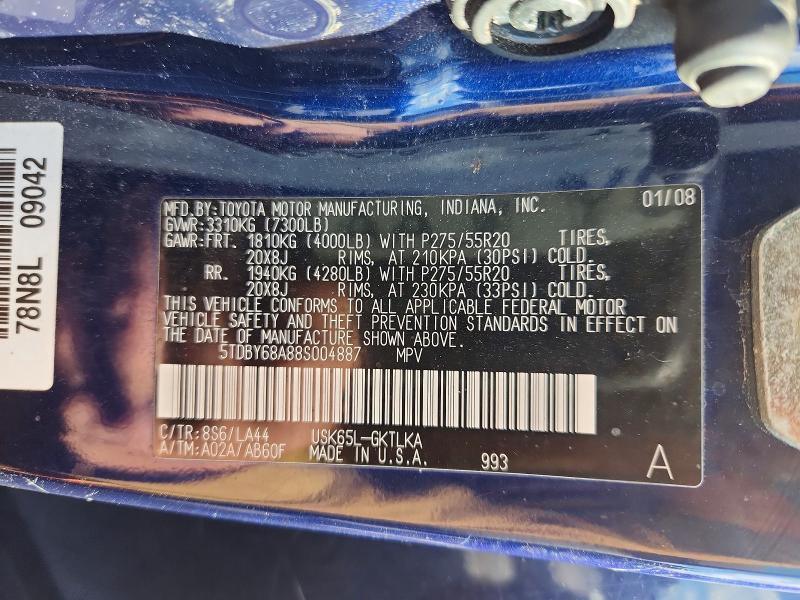 78N8L 09042
MFD.BY:TOYOTA MOTOR MANUFACTURING, INDIANA, INC. 01/08
GVWR:3310KG (7300LB)
GAWR:FRT. 1810KG (4000LB) WITH P275/55R20 TIRES,
20X8J RIMS, AT 210KPA (30PSI) COLD.
RR. 1940KG (4280LB) WITH P275/55R20 TIRES,
20X8J RIMS, AT 230KPA (33PSI) COLD.
THIS VEHICLE CONFORMS TO ALL APPLICABLE FEDERAL MOTOR
VEHICLE SAFETY AND THEFT PREVENTION STANDARDS IN EFFECT ON
THE DATE OF MANUFACTURE SHOWN ABOVE.
5TDBY68A88S004887 MPV
C/TR:8S6/LA44 USK65L-GKTLKA
A/TM:A02A/AB60F MADE IN U.S.A. 993 A